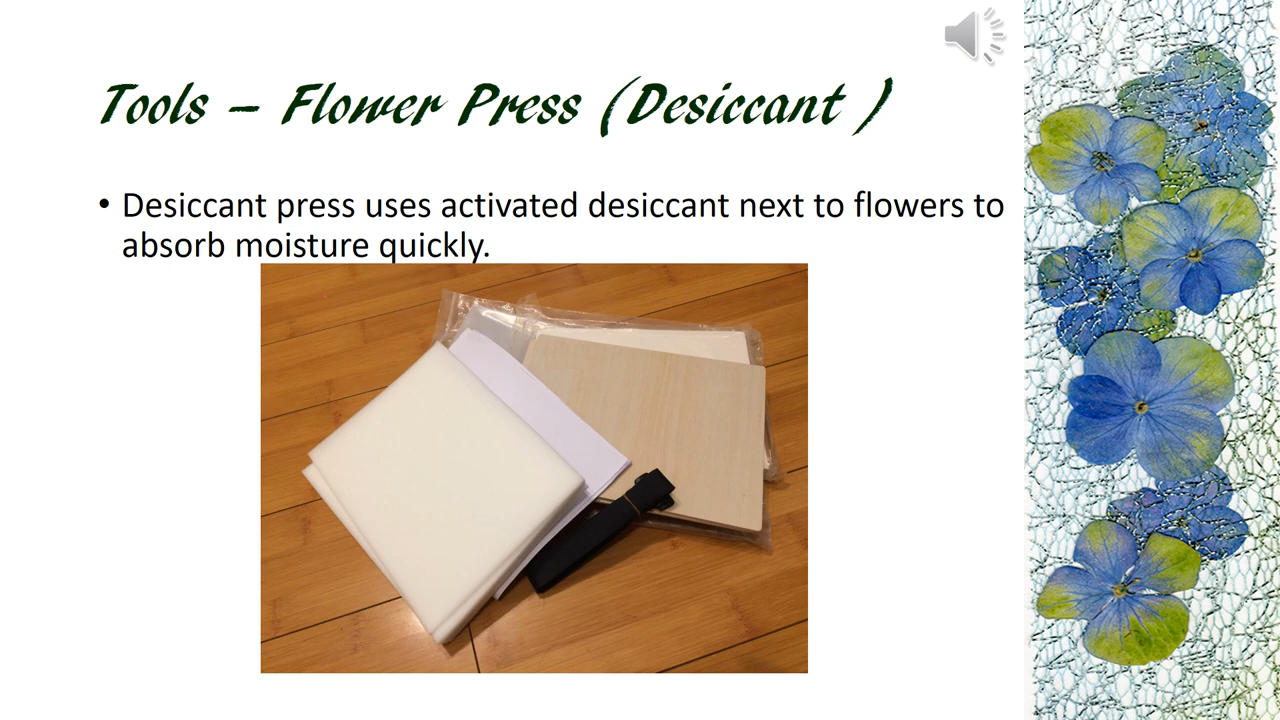 Tools – Flower Press (Desiccant )
• Desiccant press uses activated desiccant next to flowers to
absorb moisture quickly.